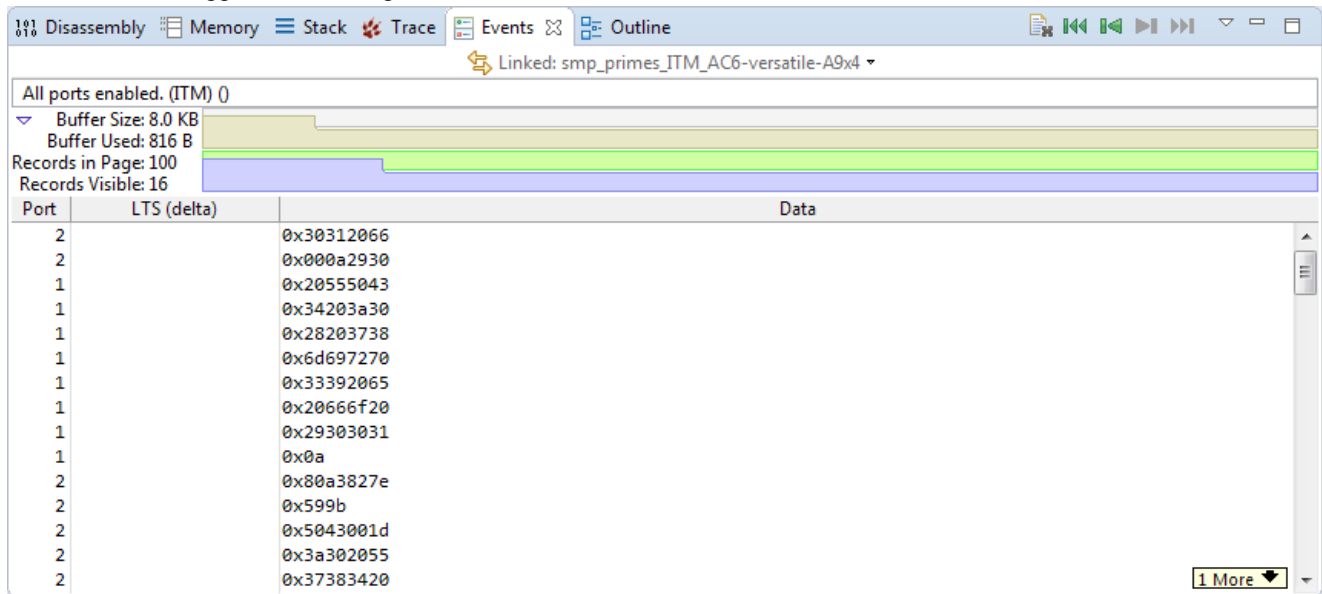 Disassembly Memory Stack Trace Events Outline
Linked: smp_primes_ITM_AC6-versatile-A9x4
All ports enabled. (ITM) ()
Buffer Size: 8.0 KB
Buffer Used: 816 B
Records in Page: 100
Records Visible: 16
Port LTS (delta) Data
2 0x30312066
2 0x000a2930
1 0x20555043
1 0x34203a30
1 0x28203738
1 0x6d697270
1 0x33392065
1 0x20666f20
1 0x29303031
1 0x0a
2 0x80a3827e
2 0x599b
2 0x5043001d
2 0x3a302055
2 0x37383420
1 More